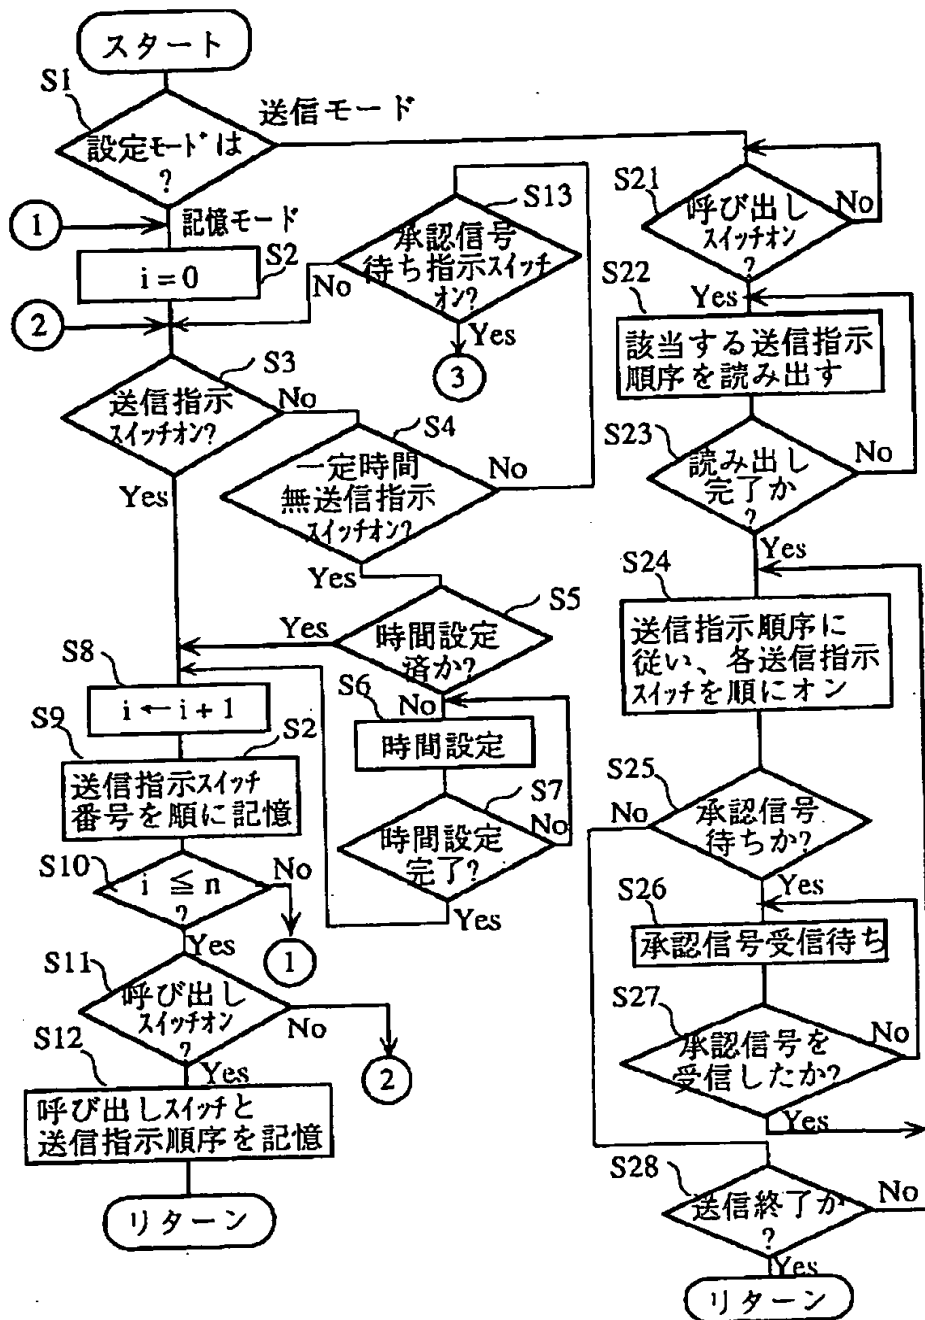 スタート
S1
設定モードは
?
送信モード
①
記憶モード
i=0
S2
②
S3
送信指示
スイッチオン?
No
Yes
S13
承認信号
待ち指示スイッチ
オン?
No
Yes
③
S4
一定時間
無送信指示
スイッチオン?
No
Yes
S5
時間設定
済か?
Yes
No
S6
時間設定
S7
時間設定
完了?
No
Yes
S8
i←i+1
S9
S2
送信指示スイッチ
番号を順に記憶
S10
i≦n
?
No
①
Yes
S11
呼び出し
スイッチオン
?
No
②
Yes
S12
呼び出しスイッチと
送信指示順序を記憶
リターン
S21
呼び出し
スイッチオン
?
No
Yes
S22
該当する送信指示
順序を読み出す
S23
読み出し
完了か
?
No
Yes
S24
送信指示順序に
従い、各送信指示
スイッチを順にオン
S25
承認信号
待ちか?
No
Yes
S26
承認信号受信待ち
S27
承認信号を
受信したか?
No
Yes
S28
送信終了か
?
No
Yes
リターン